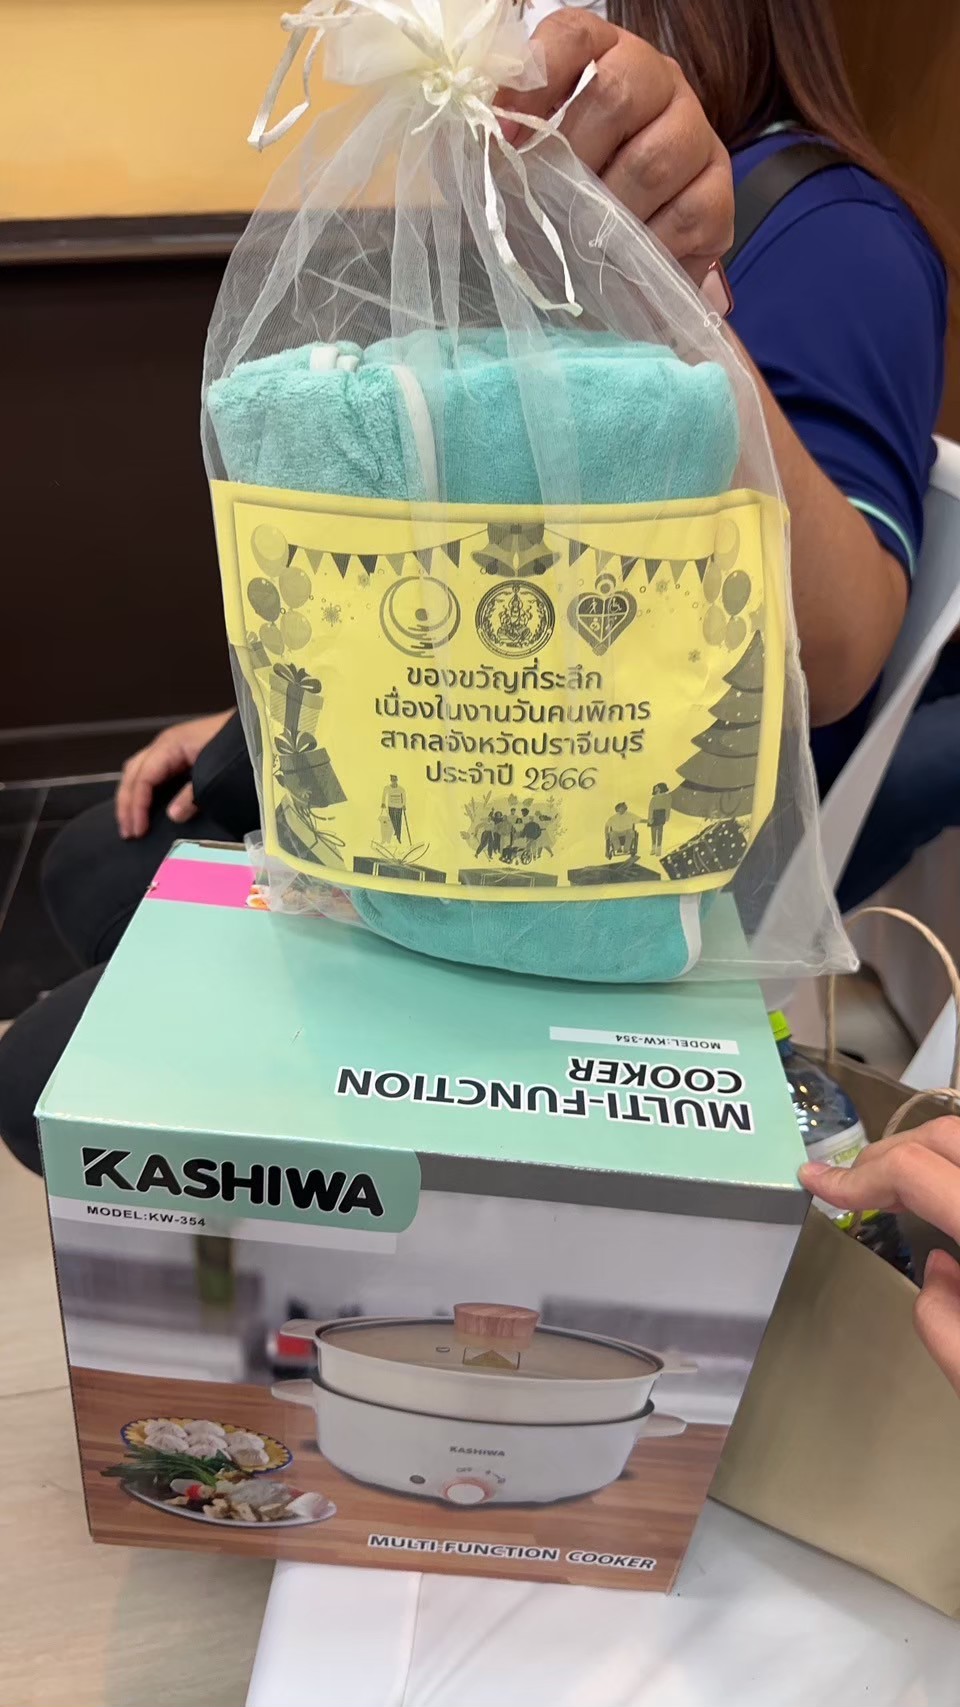 ของขวัญที่ระลึก
เนื่องในงานวันคนพิการ
สากลจังหวัดปราจีนบุรี
ประจำปี 2566
MODEL:KW-354
MULTI-FUNCTION
COOKER
KASHIWA
MODEL:KW-354
KASHIWA
OFF
MULTI-FUNCTION COOKER